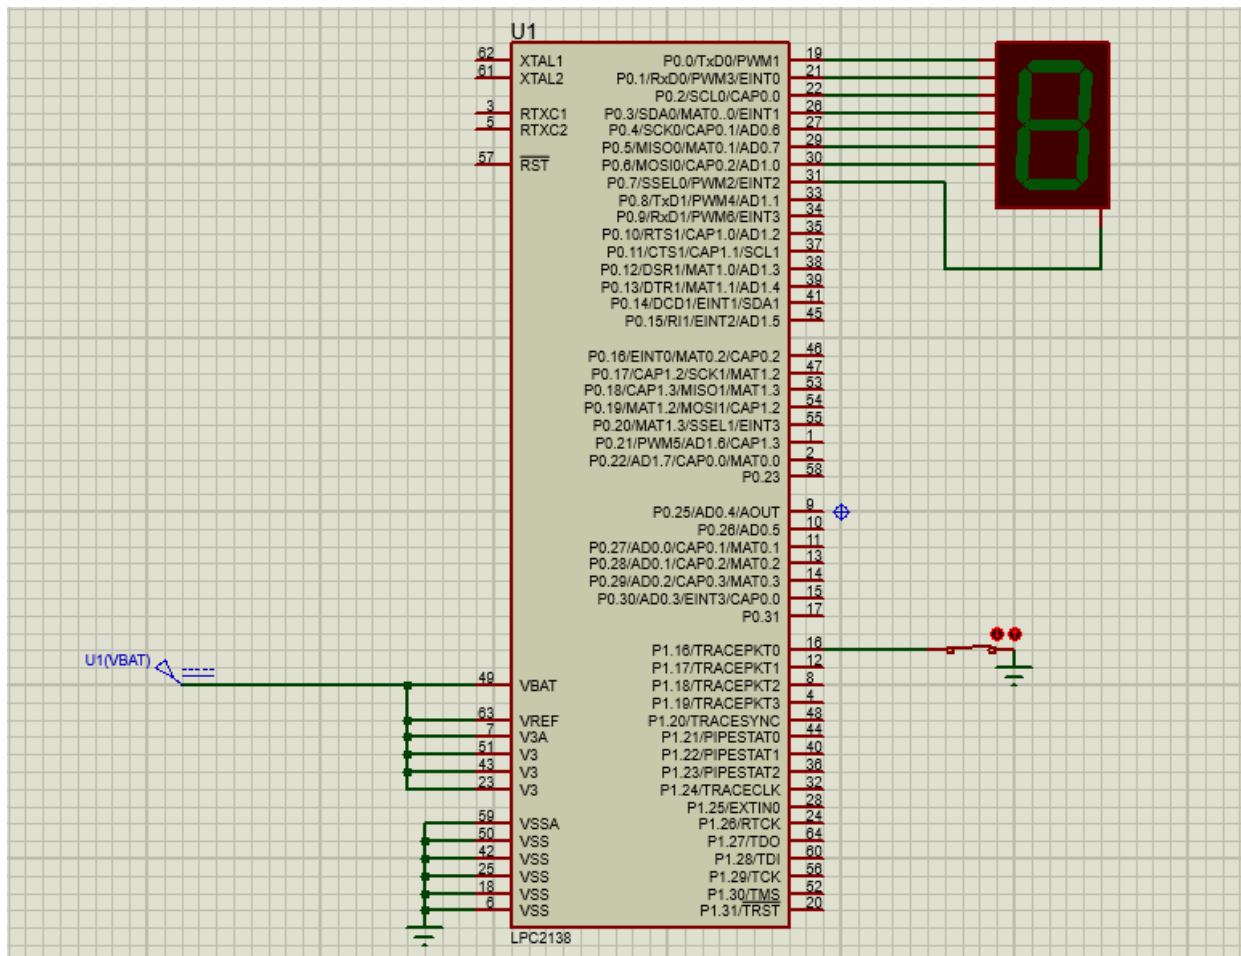 U1
62 XTAL1
61 XTAL2
3 RTXC1
5 RTXC2
57 RST
U1(VBAT)
49 VBAT
63 VREF
7 V3A
51 V3
43 V3
23 V3
59 VSSA
50 VSS
42 VSS
25 VSS
18 VSS
6 VSS
P0.0/TxD0/PWM1 19
P0.1/RxD0/PWM3/EINT0 21
P0.2/SCL0/CAP0.0 22
P0.3/SDA0/MAT0..0/EINT1 26
P0.4/SCK0/CAP0.1/AD0.6 27
P0.5/MISO0/MAT0.1/AD0.7 29
P0.6/MOSI0/CAP0.2/AD1.0 30
P0.7/SSEL0/PWM2/EINT2 31
P0.8/TxD1/PWM4/AD1.1 33
P0.9/RxD1/PWM6/EINT3 34
P0.10/RTS1/CAP1.0/AD1.2 35
P0.11/CTS1/CAP1.1/SCL1 37
P0.12/DSR1/MAT1.0/AD1.3 38
P0.13/DTR1/MAT1.1/AD1.4 39
P0.14/DCD1/EINT1/SDA1 41
P0.15/RI1/EINT2/AD1.5 45
P0.16/EINT0/MAT0.2/CAP0.2 46
P0.17/CAP1.2/SCK1/MAT1.2 47
P0.18/CAP1.3/MISO1/MAT1.3 53
P0.19/MAT1.2/MOSI1/CAP1.2 54
P0.20/MAT1.3/SSEL1/EINT3 55
P0.21/PWM5/AD1.6/CAP1.3 1
P0.22/AD1.7/CAP0.0/MAT0.0 2
P0.23 58
P0.25/AD0.4/AOUT 9
P0.26/AD0.5 10
P0.27/AD0.0/CAP0.1/MAT0.1 11
P0.28/AD0.1/CAP0.2/MAT0.2 13
P0.29/AD0.2/CAP0.3/MAT0.3 14
P0.30/AD0.3/EINT3/CAP0.0 15
P0.31 17
P1.16/TRACEPKT0 16
P1.17/TRACEPKT1 12
P1.18/TRACEPKT2 8
P1.19/TRACEPKT3 4
P1.20/TRACESYNC 48
P1.21/PIPESTAT0 44
P1.22/PIPESTAT1 40
P1.23/PIPESTAT2 36
P1.24/TRACECLK 32
P1.25/EXTIN0 28
P1.26/RTCK 24
P1.27/TDO 64
P1.28/TDI 60
P1.29/TCK 56
P1.30/TMS 52
P1.31/TRST 20
LPC2138